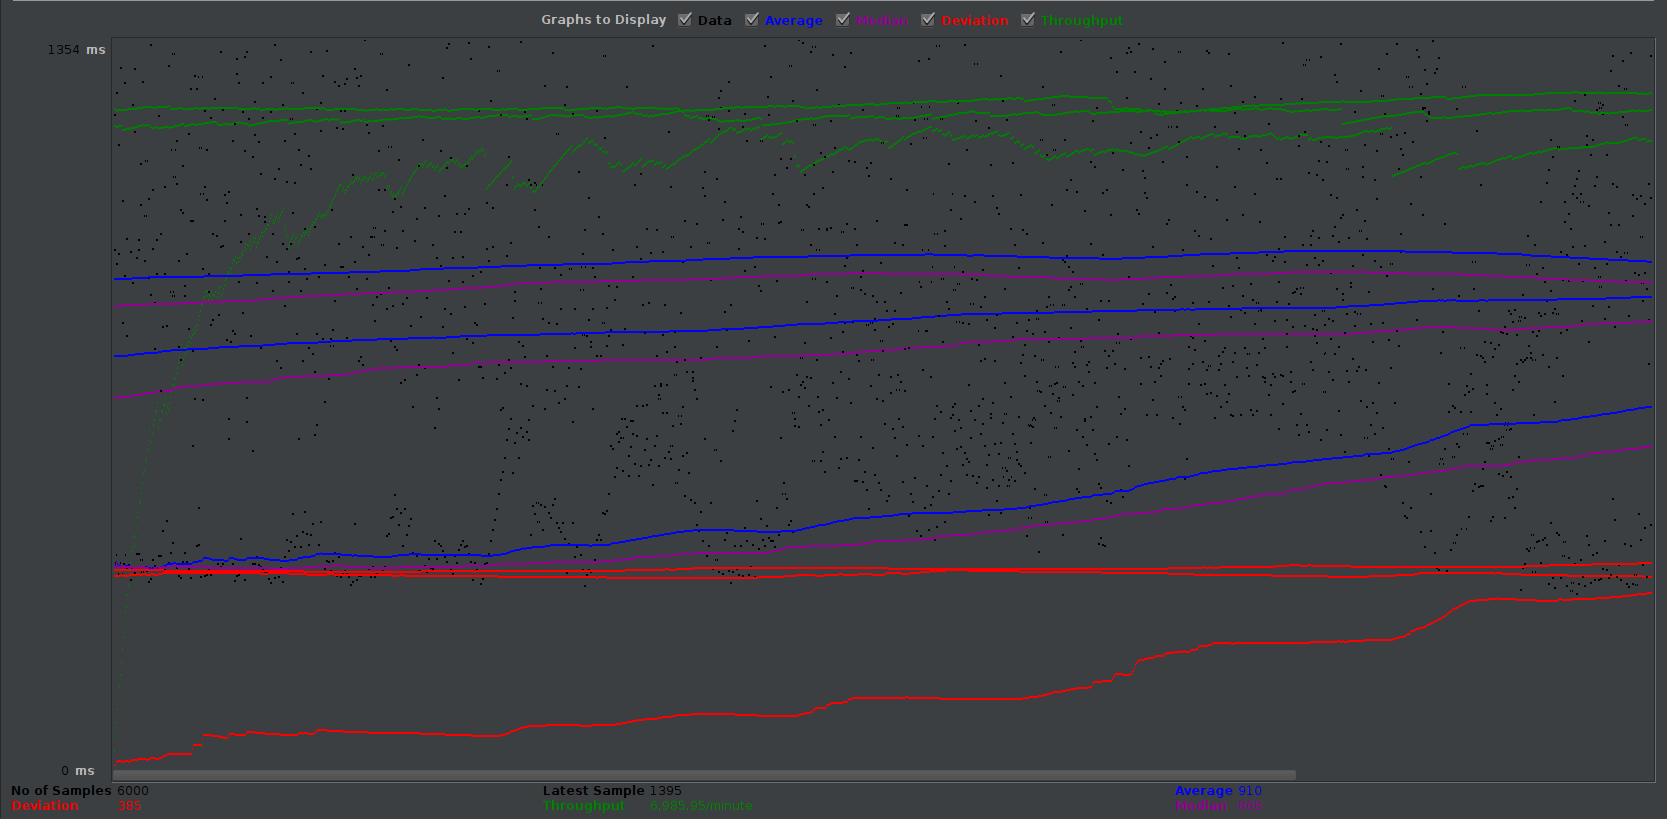 Graphs to Display Data Average Median Deviation Throughput
1354 ms
0 ms
No of Samples 6000 Latest Sample 1395 Average 910
Deviation 385 Throughput 6,985.95/minute Median